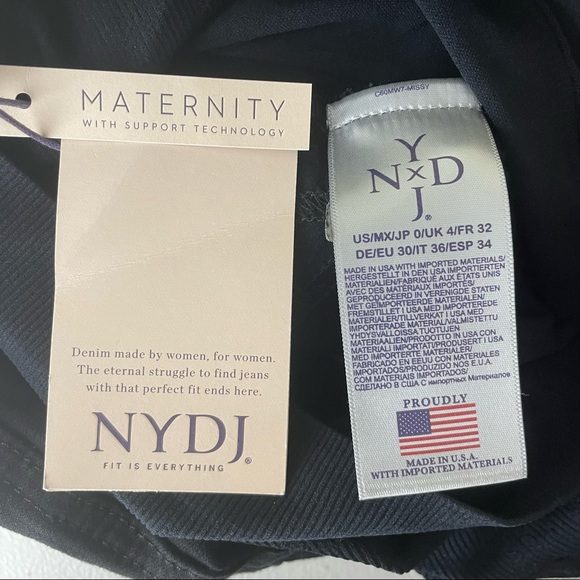 MATERNITY
WITH SUPPORT TECHNOLOGY
Denim made by women, for women.
The eternal struggle to find jeans
with that perfect fit ends here.
NYDJ®
FIT IS EVERYTHING
C60MW7-MISSY
Y
N×D
J®
US/MX/JP 0/UK 4/FR 32
DE/EU 30/IT 36/ESP 34
MADE IN USA WITH IMPORTED MATERIALS/
HERGESTELLT IN DEN USA IMPORTIERTEN
MATERIALIEN/FABRIQUÉ AUX ÉTATS UNIS
AVEC DES MATÉRIAUX IMPORTÉS/
GEPRODUCEERD IN VERENIGDE STATEN
MET GEÏMPORTEERDE MATERIALEN/
FREMSTILLET I USA MED IMPORTEREDE
MATERIALER/TILLVERKAT I USA MED
IMPORTERADE MATERIAL/VALMISTETTU
YHDYSVALLOISSA TUOTUJEN
MATERIAALIEN/PRODOTTO IN USA CON
MATERIALI IMPORTATI/PRODUSERT I USA
MED IMPORTERTE MATERIALER/
FABRICADO EN EEUU CON MATERIALES
COM MATERIAIS IMPORTADOS/
СДЕЛАНО В США С импортных Материалов
PROUDLY
MADE IN U.S.A.
WITH IMPORTED MATERIALS